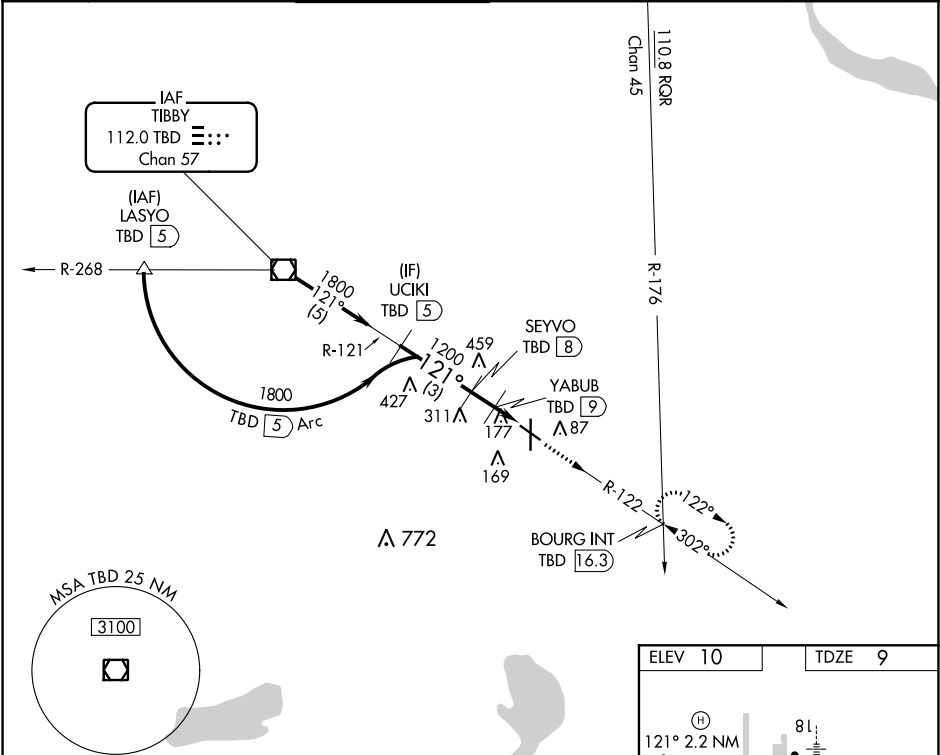 IAF
TIBBY
112.0 TBD
Chan 57
(IAF)
LASYO
TBD 5
R-268
1800
121°
(5)
(IF)
UCIKI
TBD 5
R-121
1200
121°
(3)
459
427
1800
TBD 5 Arc
SEYVO
TBD 8
YABUB
TBD 9
311
177
87
169
110.8 RQR
Chan 45
R-176
R-122
122°
302°
BOURG INT
TBD 16.3
772
MSA TBD 25 NM
3100
ELEV 10
TDZE 9
H
121° 2.2 NM
18